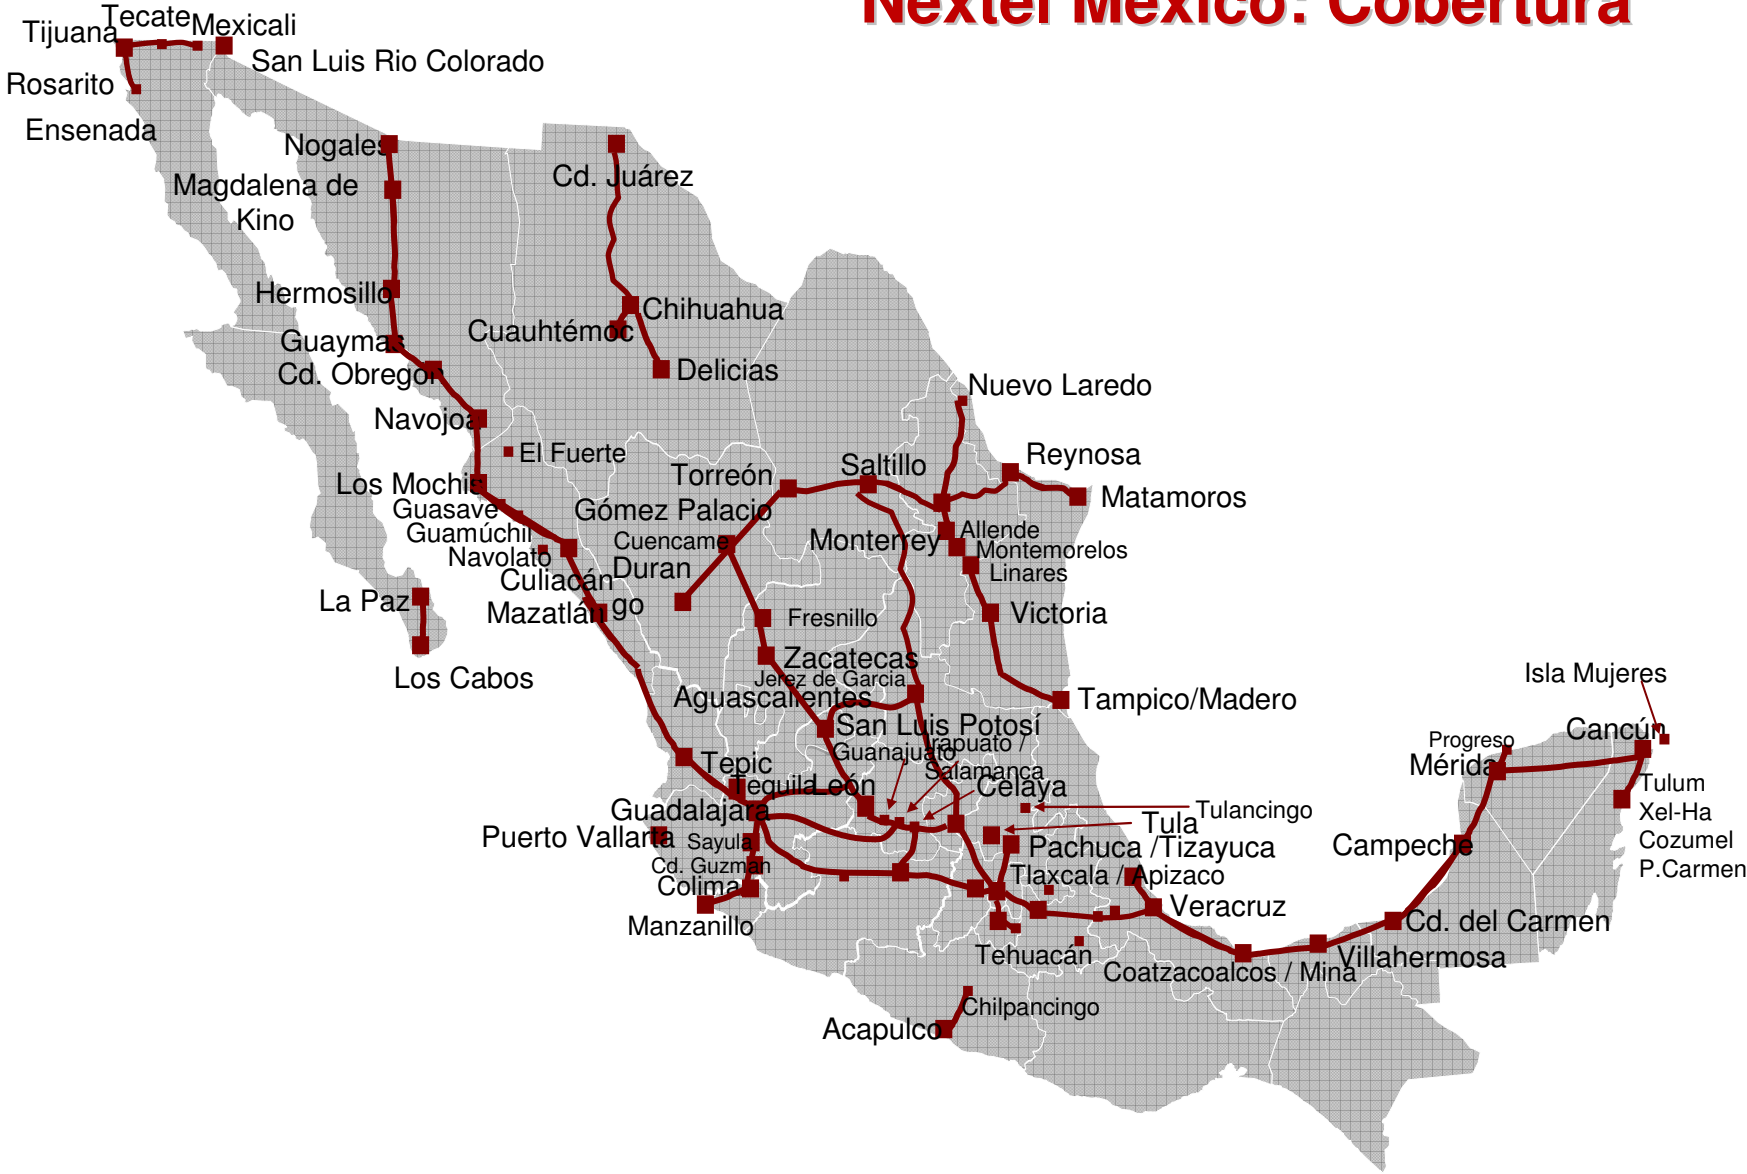 Nextel México: Cobertura
Tecate
Tijuana
Mexicali
San Luis Rio Colorado
Rosarito
Ensenada
Nogales
Magdalena de
Kino
Cd. Juárez
Hermosillo
Chihuahua
Cuauhtémoc
Guaymas
Cd. Obregón
Delicias
Nuevo Laredo
Navojoa
El Fuerte
Reynosa
Saltillo
Torreón
Los Mochis
Matamoros
Guasave
Gómez Palacio
Guamúchil
Allende
Cuencame
Monterrey
Montemorelos
Navolato
Linares
Duran
go
Culiacán
La Paz
Mazatlán
Fresnillo
Victoria
Zacatecas
Los Cabos
Jerez de Garcia
Aguascalientes
Tampico/Madero
Isla Mujeres
San Luis Potosí
Cancún
Progreso
Guanajuato
Irapuato /
Salamanca
Mérida
Tepic
Tequila
León
Celaya
Tulum
Xel-Ha
Cozumel
P.Carmen
Guadalajara
Tulancingo
Tula
Puerto Vallarta
Sayula
Pachuca /Tizayuca
Campeche
Cd. Guzmán
Colima
Tlaxcala / Apizaco
Veracruz
Manzanillo
Cd. del Carmen
Tehuacán
Villahermosa
Coatzacoalcos / Mina
Chilpancingo
Acapulco